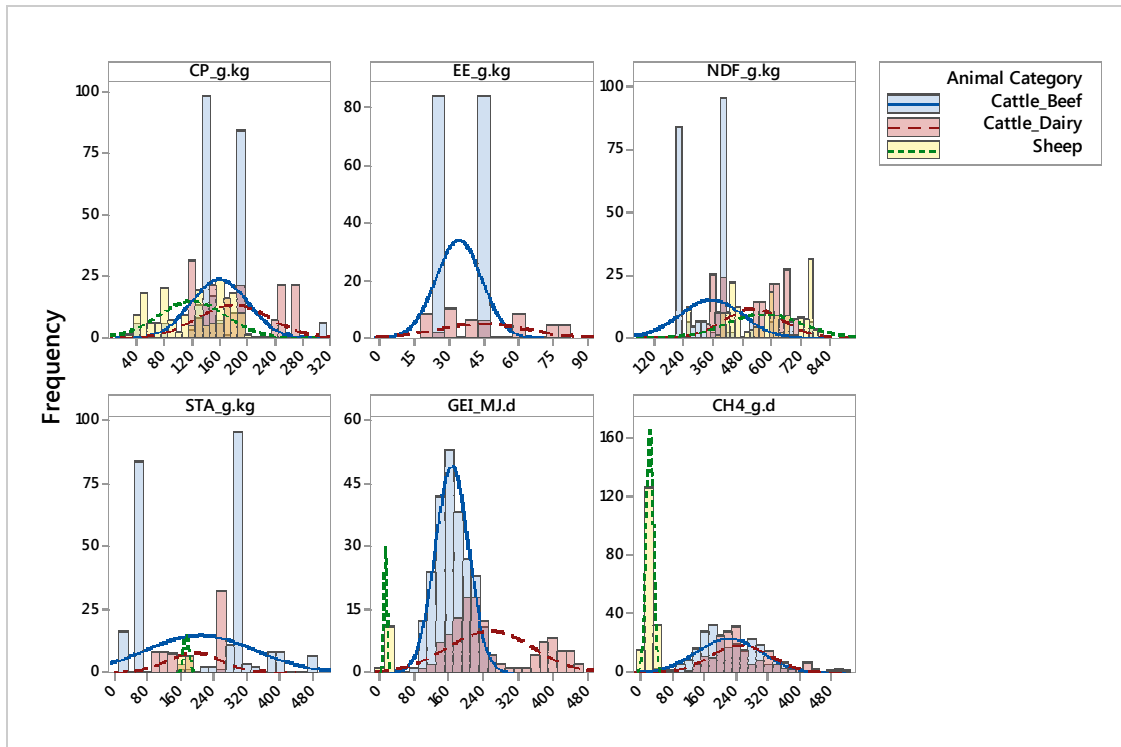 CP_g.kg
100
75
50
25
0
40 80 120 160 200 240 280 320
EE_g.kg
80
60
40
20
0
0 15 30 45 60 75 90
NDF_g.kg
100
75
50
25
0
120 240 360 480 600 720 840
Animal Category
Cattle_Beef
Cattle_Dairy
Sheep
Frequency
STA_g.kg
100
75
50
25
0
0 80 160 240 320 400 480
GEI_MJ.d
60
45
30
15
0
0 80 160 240 320 400 480
CH4_g.d
160
120
80
40
0
0 80 160 240 320 400 480